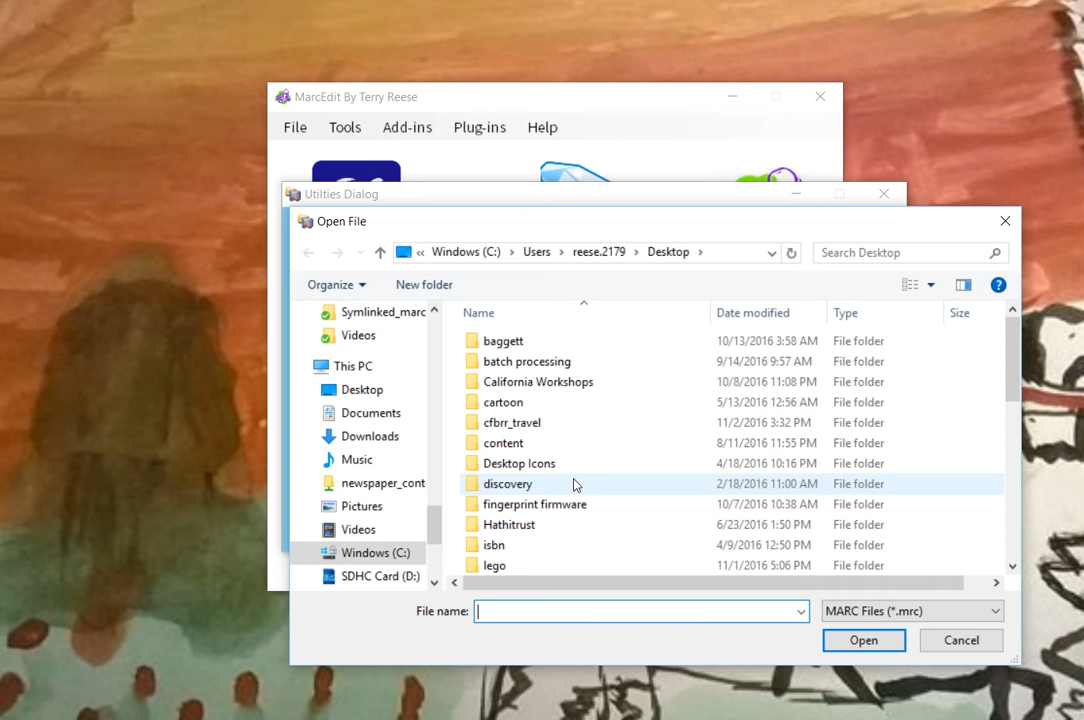 MarcEdit By Terry Reese
File Tools Add-ins Plug-ins Help
Utilties Dialog
Open File
« Windows (C:) > Users > reese.2179 > Desktop >
Search Desktop
Organize New folder
Symlinked_marc
Videos
This PC
Desktop
Documents
Downloads
Music
newspaper_cont
Pictures
Videos
Windows (C:)
SDHC Card (D:)
Name Date modified Type Size
baggett 10/13/2016 3:58 AM File folder
batch processing 9/14/2016 9:57 AM File folder
California Workshops 10/8/2016 11:08 PM File folder
cartoon 5/13/2016 12:56 AM File folder
cfbrr_travel 11/2/2016 3:32 PM File folder
content 8/11/2016 11:55 PM File folder
Desktop Icons 4/18/2016 10:16 PM File folder
discovery 2/18/2016 11:00 AM File folder
fingerprint firmware 10/7/2016 10:38 AM File folder
Hathitrust 6/23/2016 1:50 PM File folder
isbn 4/9/2016 12:50 PM File folder
lego 11/1/2016 5:06 PM File folder
File name: MARC Files (*.mrc)
Open Cancel